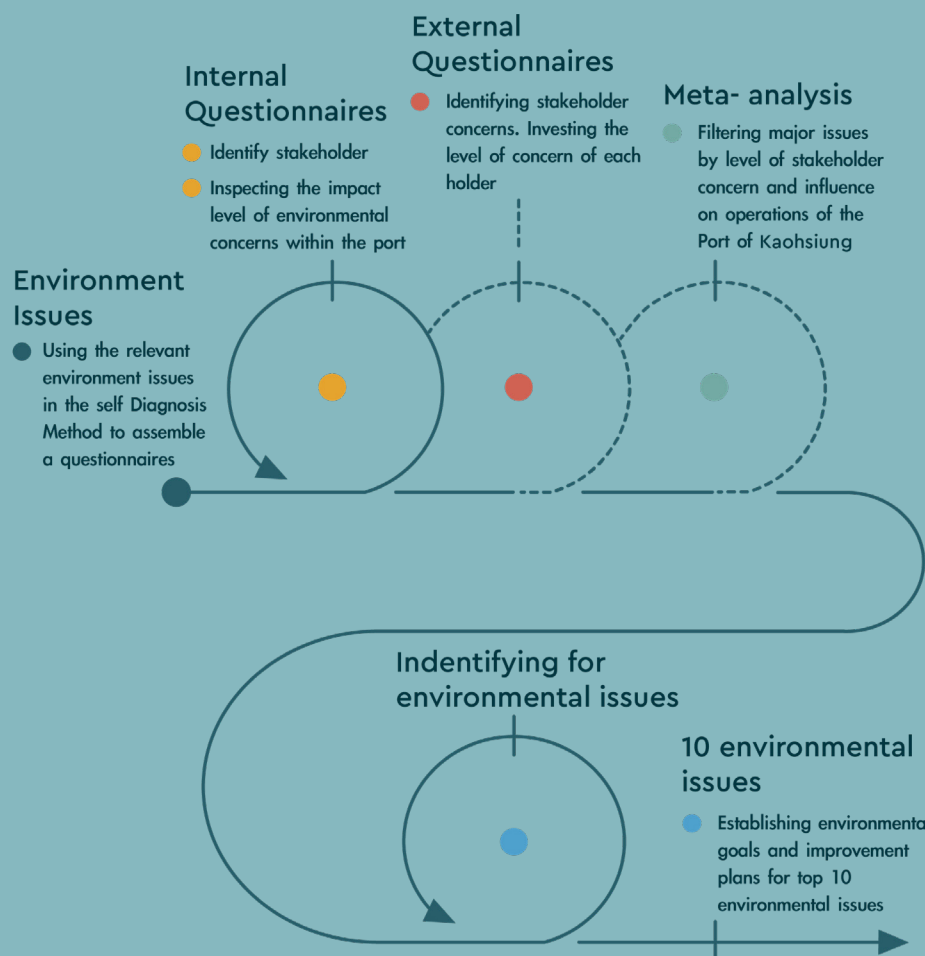 Environment
Issues
Using the relevant
environment issues
in the self Diagnosis
Method to assemble
a questionnaires
Internal
Questionnaires
Identify stakeholder
Inspecting the impact
level of environmental
concerns within the port
External
Questionnaires
Identifying stakeholder
concerns. Investing the
level of concern of each
holder
Meta- analysis
Filtering major issues
by level of stakeholder
concern and influence
on operations of the
Port of Kaohsiung
Indentifying for
environmental issues
10 environmental
issues
Establishing environmenta
goals and improvement
plans for top 10
environmental issues